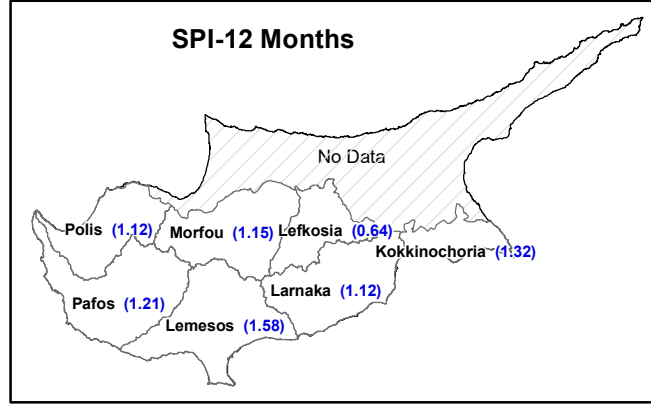 SPI-12 Months
No Data
Polis (1.12)
Morfou (1.15)
Lefkosia (0.64)
Kokkinochoria (1.32)
Pafos (1.21)
Larnaka (1.12)
Lemesos (1.58)